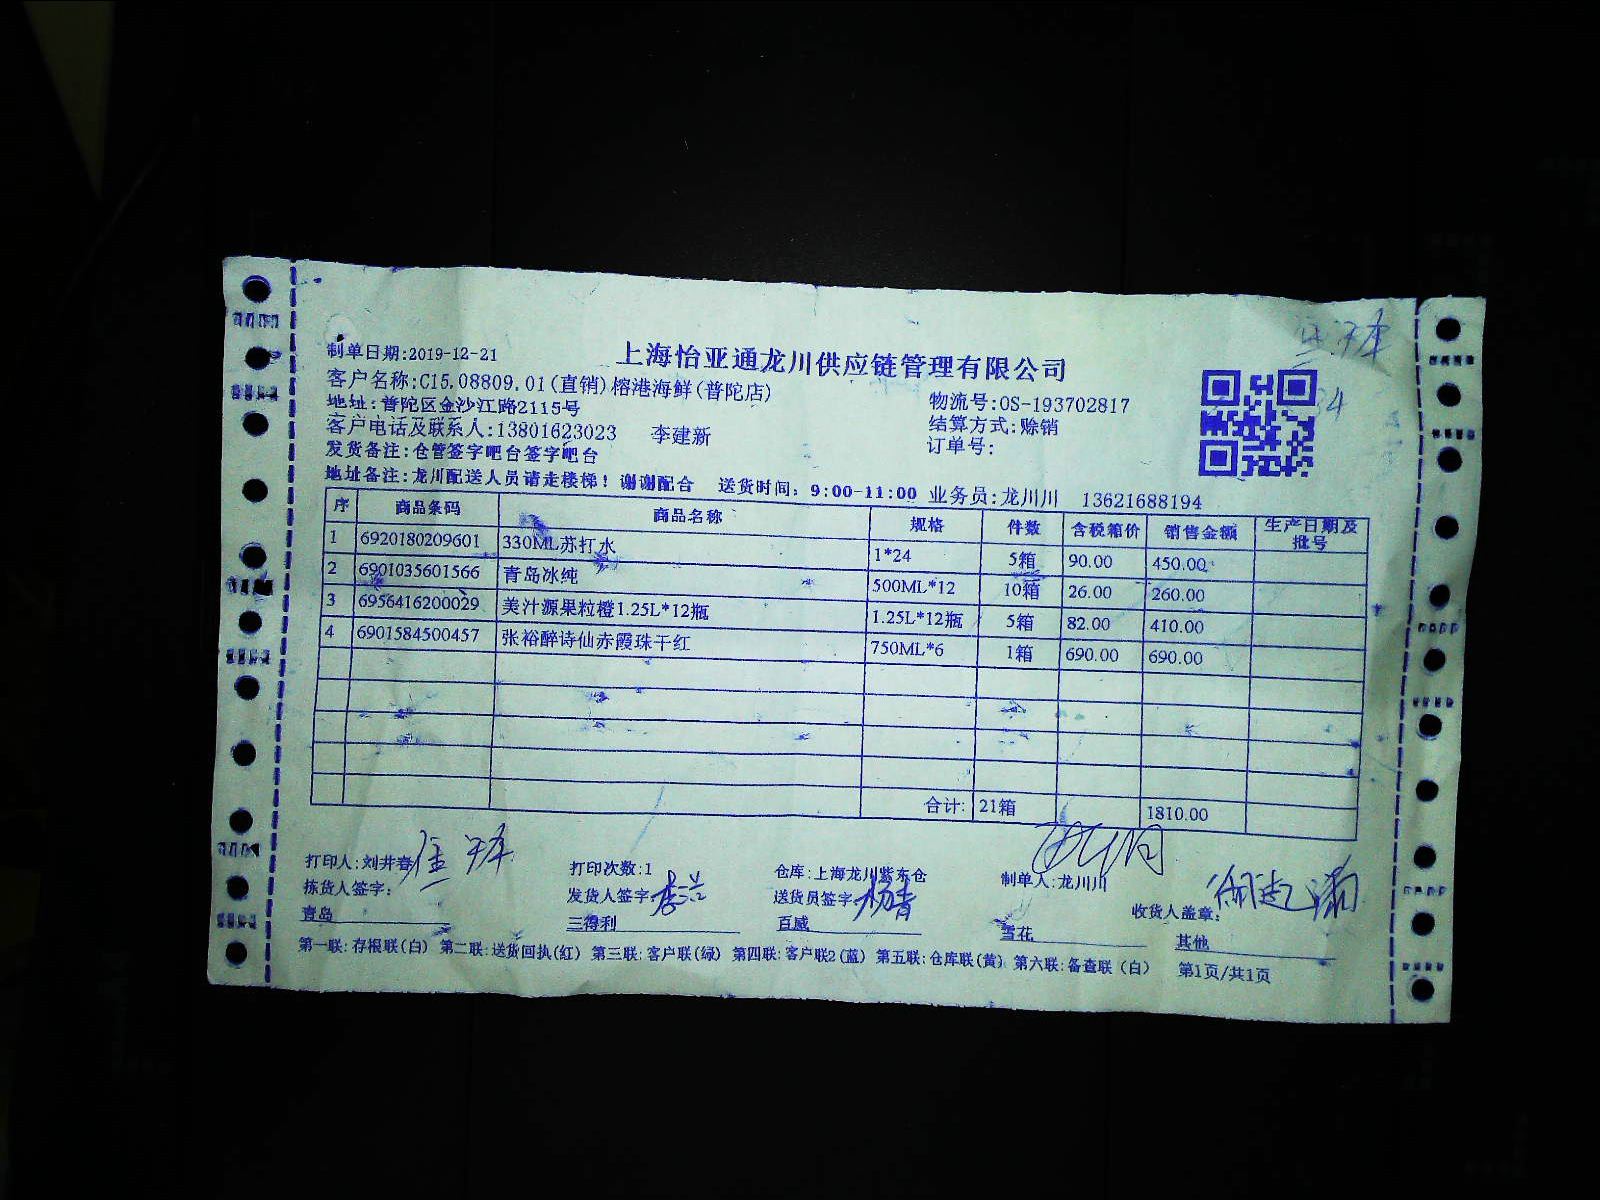 制单日期:2019-12-21
上海怡亚通龙川供应链管理有限公司
客户名称:C15.08809.01(直销)榕港海鲜(普陀店)
地址:普陀区金沙江路2115号
物流号:OS-193702817
客户电话及联系人:13801623023 李建新
结算方式:赊销
发货备注:仓管签字吧台签字吧台
订单号:
地址备注:龙川配送人员请走楼梯!谢谢配合 送货时间: 9:00-11:00 业务员:龙川川 13621688194
序 商品条码 商品名称 规格 件数 含税箱价 销售金额 生产日期及批号
1 6920180209601 330ML苏打水 1*24 5箱 90.00 450.00
2 6901035601566 青岛冰纯 500ML*12 10箱 26.00 260.00
3 6956416200029 美汁源果粒橙1.25L*12瓶 1.25L*12瓶 5箱 82.00 410.00
4 6901584500457 张裕醉诗仙赤霞珠干红 750ML*6 1箱 690.00 690.00
合计: 21箱 1810.00
打印人:刘井春 打印次数:1 仓库:上海龙川紫东仓 制单人:龙川川
拣货人签字: 发货人签字: 送货员签字:杨青 收货人盖章:
青岛 三得利 百威 雪花 其他
第一联:存根联(白) 第二联:送货回执(红) 第三联:客户联(绿) 第四联:客户联2(蓝) 第五联:仓库联(黄) 第六联:备查联(白) 第1页/共1页